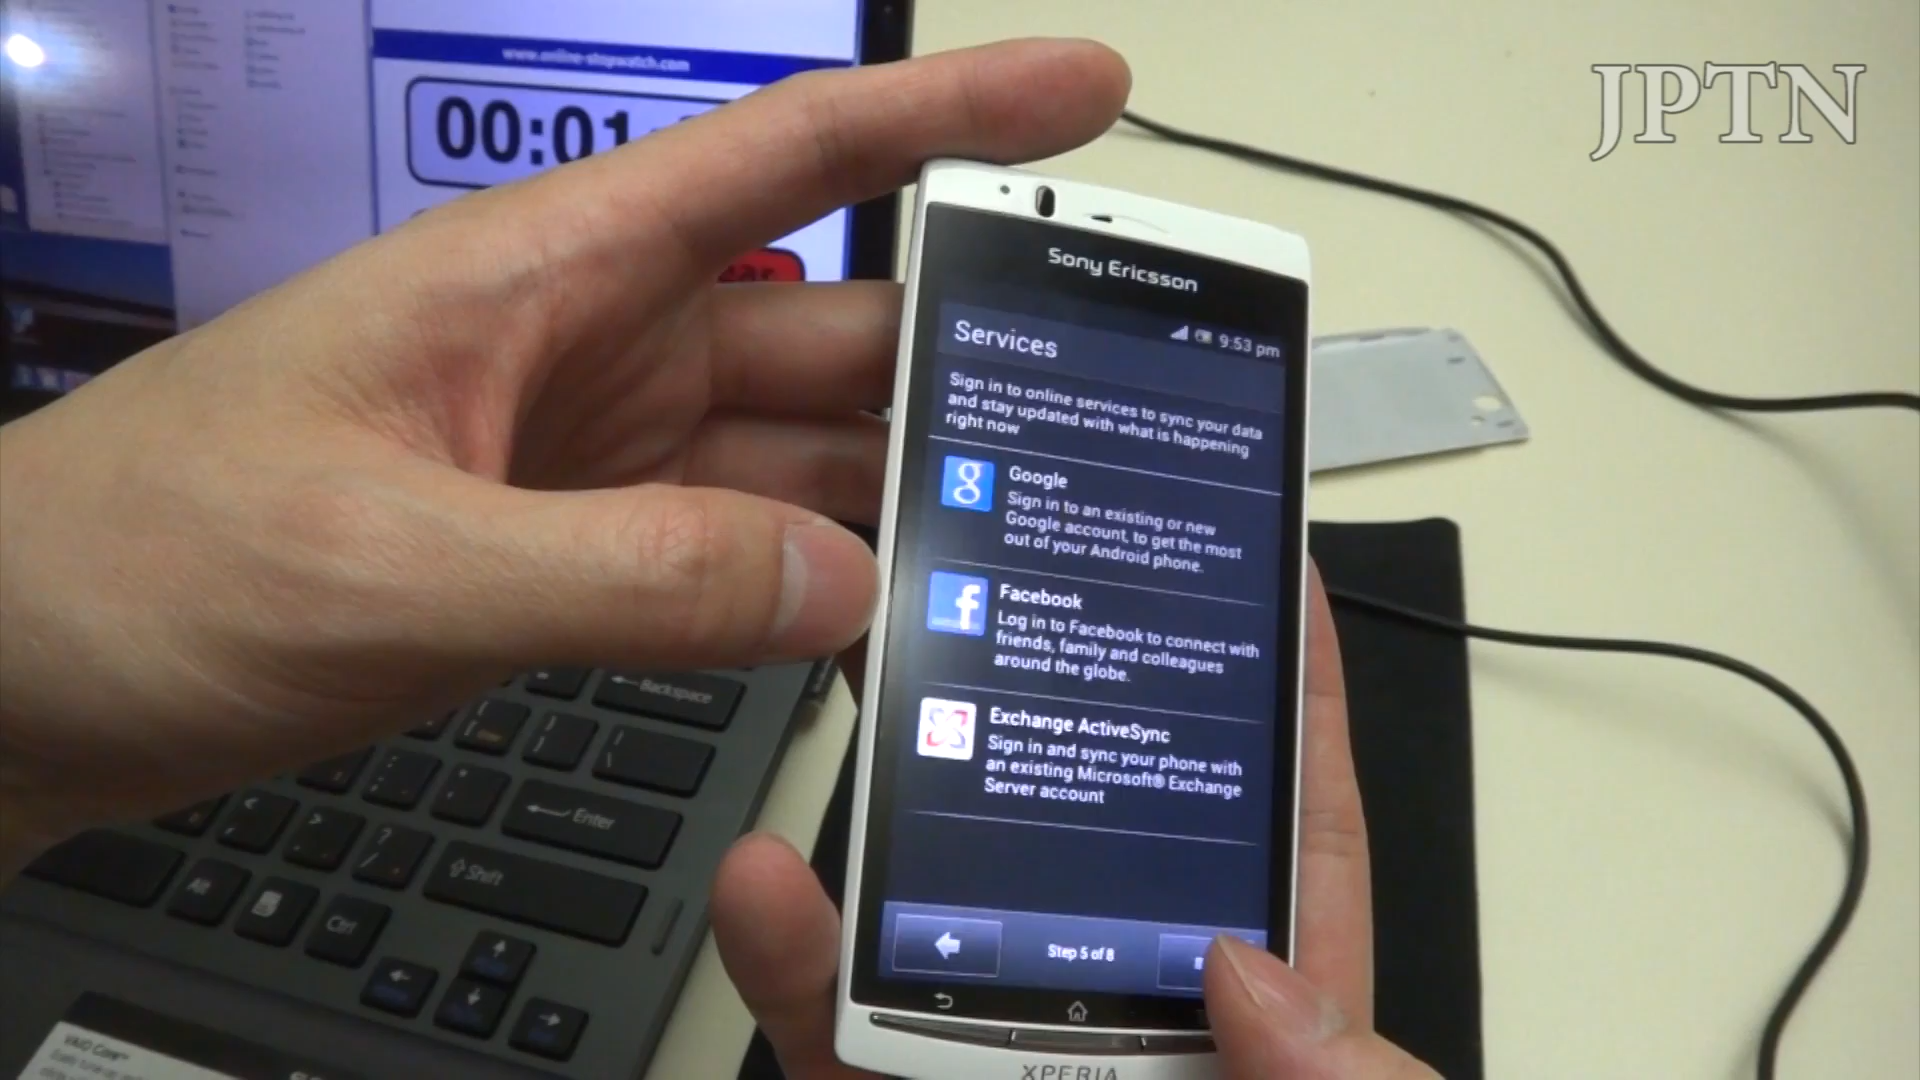 www.online-stopwatch.com
00:01
JPTN
Sony Ericsson
9:53 pm
Services
Sign in to online services to sync your data
and stay updated with what is happening
right now
Google
Sign in to an existing or new
Google account, to get the most
out of your Android phone.
Facebook
Log in to Facebook to connect with
friends, family and colleagues
around the globe.
Exchange ActiveSync
Sign in and sync your phone with
an existing Microsoft® Exchange
Server account
Step 5 of 8
XPERIA
Backspace
Enter
Shift
Alt
Ctrl
VAIO Care™